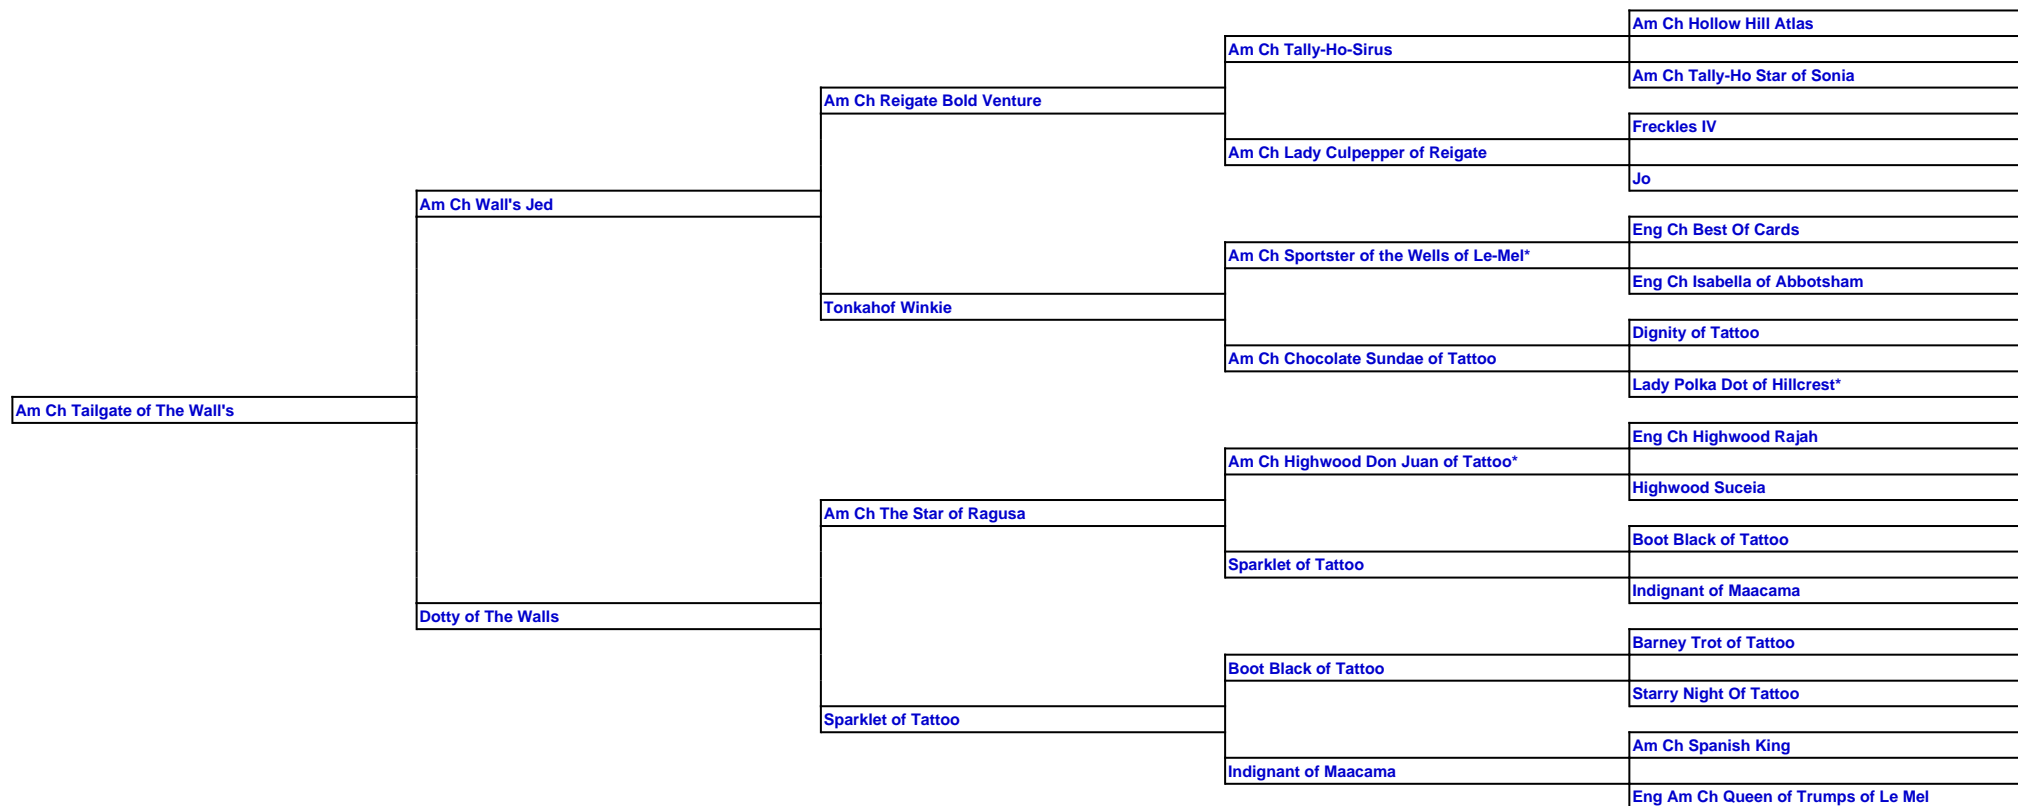 Am Ch Hollow Hill Atlas
Am Ch Tally-Ho-Sirus
Am Ch Tally-Ho Star of Sonia
Am Ch Reigate Bold Venture
Freckles IV
Am Ch Lady Culpepper of Reigate
Jo
Am Ch Wall's Jed
Eng Ch Best Of Cards
Am Ch Sportster of the Wells of Le-Mel*
Eng Ch Isabella of Abbotsham
Tonkahof Winkie
Dignity of Tattoo
Am Ch Chocolate Sundae of Tattoo
Lady Polka Dot of Hillcrest*
Am Ch Tailgate of The Wall's
Eng Ch Highwood Rajah
Am Ch Highwood Don Juan of Tattoo*
Highwood Suceia
Am Ch The Star of Ragusa
Boot Black of Tattoo
Sparklet of Tattoo
Indignant of Maacama
Dotty of The Walls
Barney Trot of Tattoo
Boot Black of Tattoo
Starry Night Of Tattoo
Sparklet of Tattoo
Am Ch Spanish King
Indignant of Maacama
Eng Am Ch Queen of Trumps of Le Mel